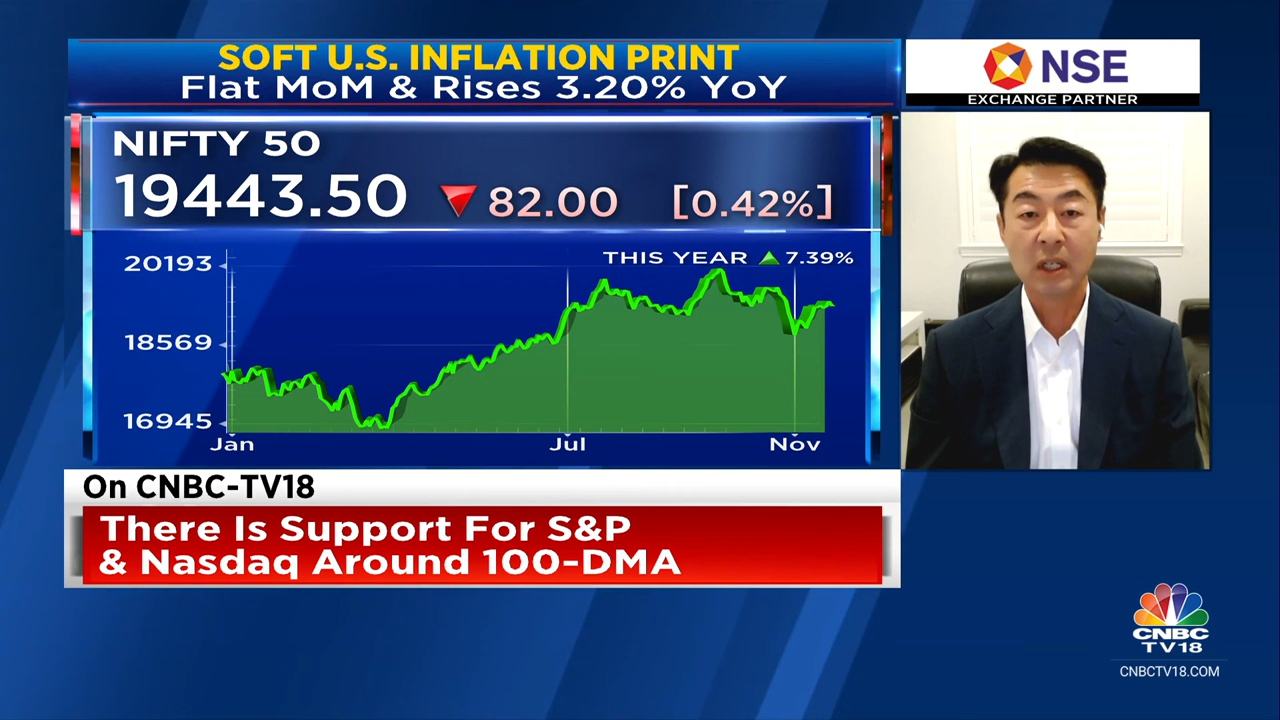 SOFT U.S. INFLATION PRINT
Flat MoM & Rises 3.20% YoY
NSE
EXCHANGE PARTNER
NIFTY 50
19443.50 82.00 [0.42%]
THIS YEAR 7.39%
20193
18569
16945
Jan Jul Nov
On CNBC-TV18
There Is Support For S&P
& Nasdaq Around 100-DMA
CNBC
TV18
CNBCTV18.COM